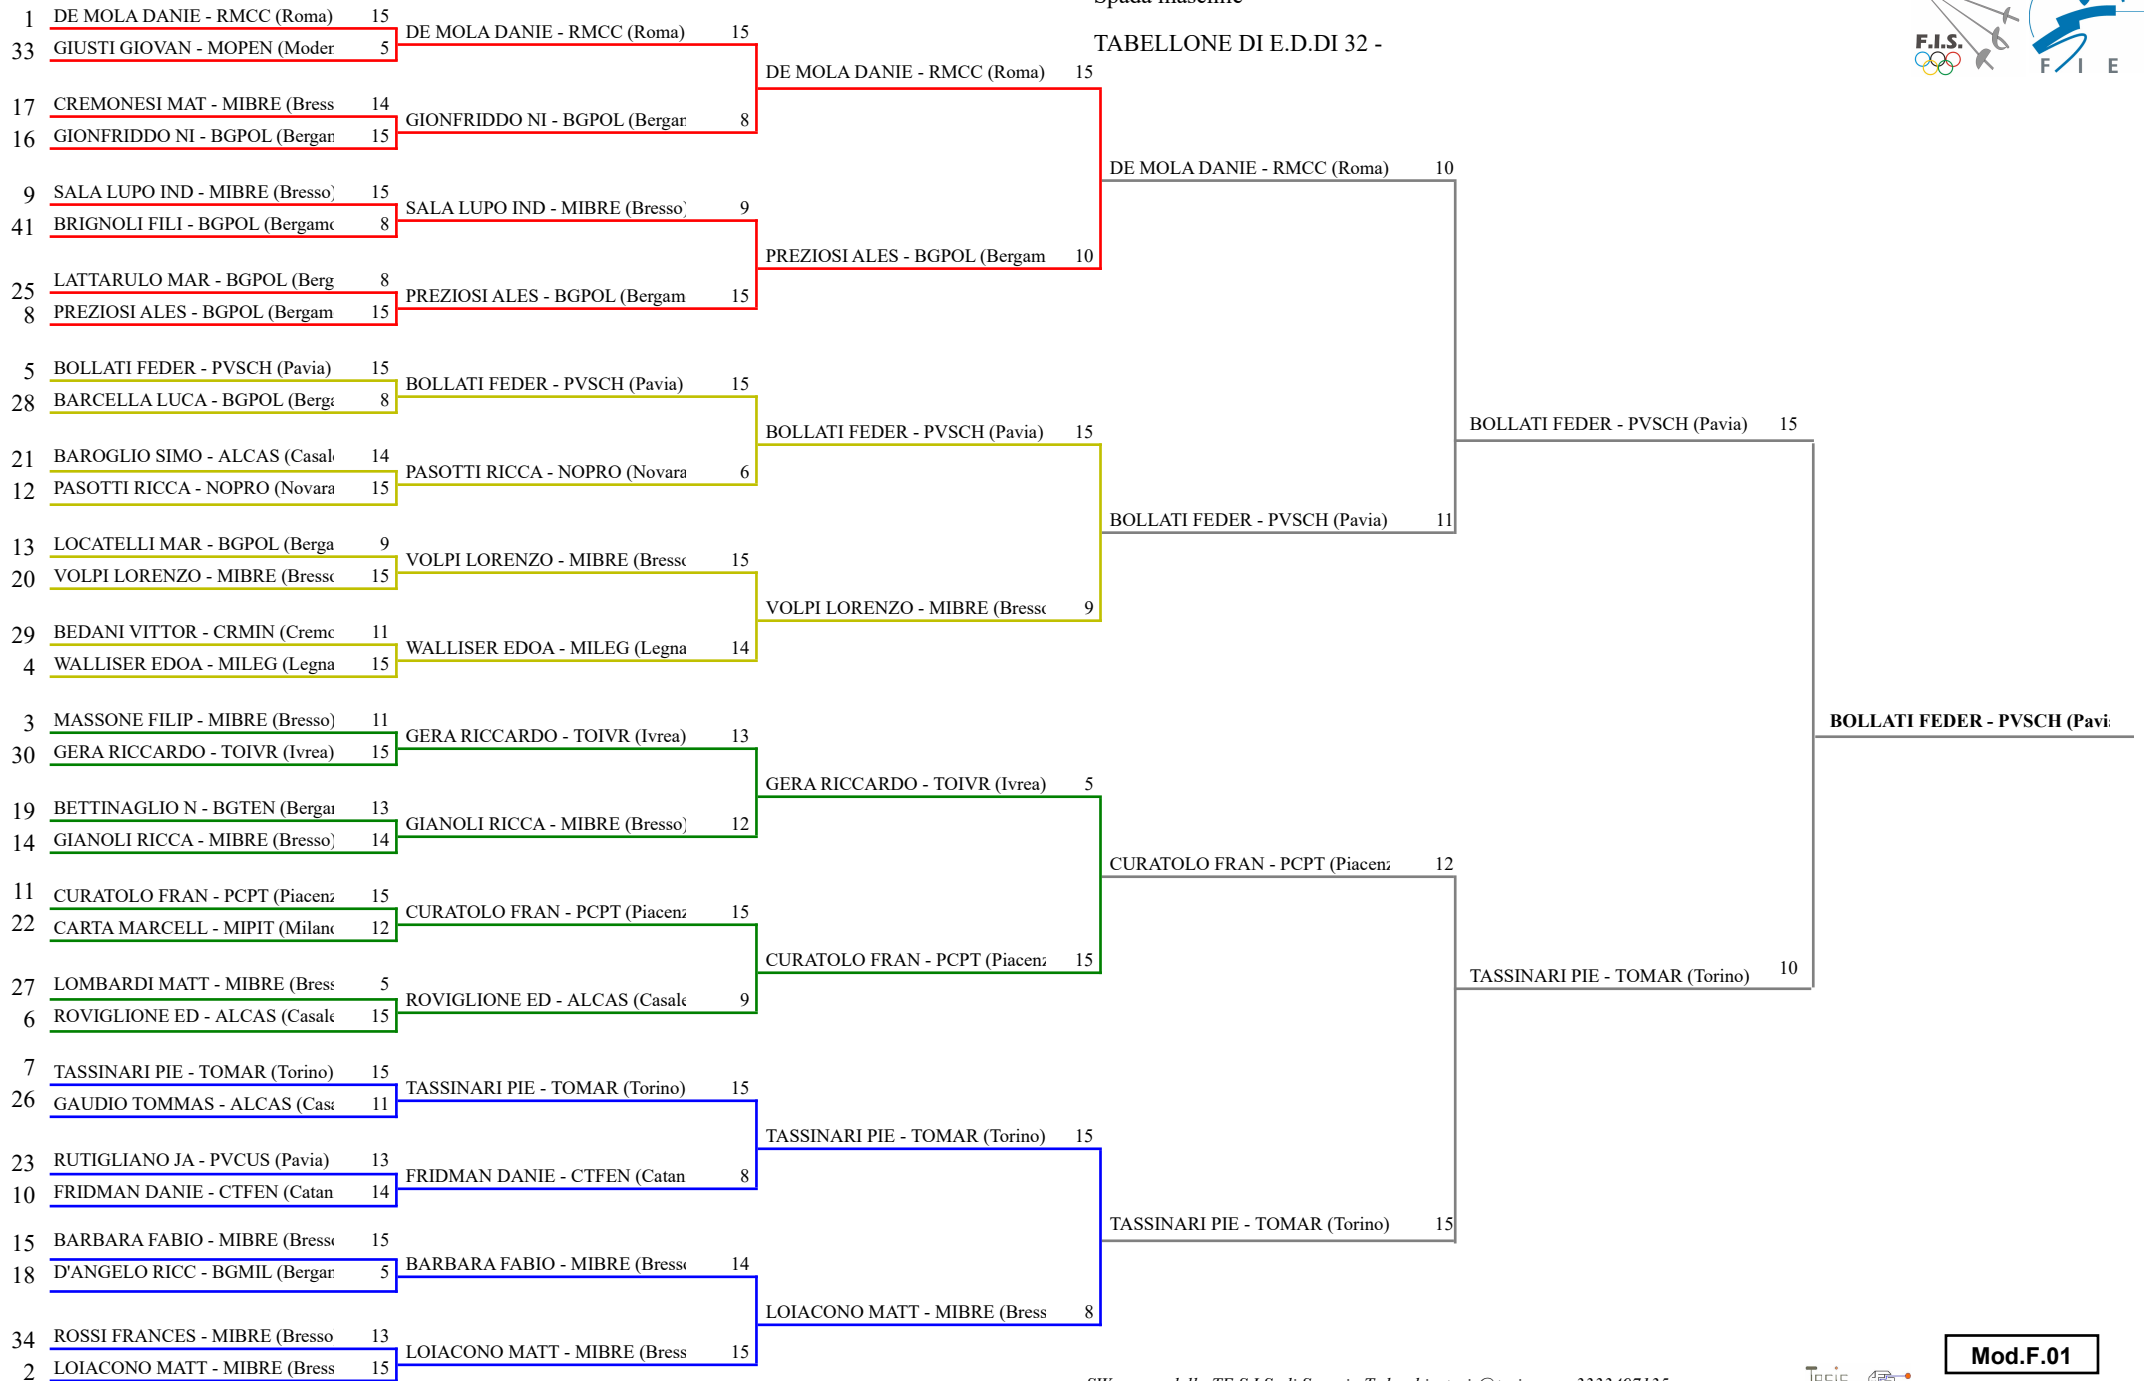 Spada maschile
TABELLONE DI E.D.DI 32 -
F.I.S.
F I E
1 DE MOLA DANIE - RMCC (Roma) 15
33 GIUSTI GIOVAN - MOPEN (Moder 5
17 CREMONESI MAT - MIBRE (Bress 14
16 GIONFRIDDO NI - BGPOL (Bergan 15
9 SALA LUPO IND - MIBRE (Bresso) 15
41 BRIGNOLI FILI - BGPOL (Bergamo 8
25 LATTARULO MAR - BGPOL (Berg 8
8 PREZIOSI ALES - BGPOL (Bergam 15
5 BOLLATI FEDER - PVSCH (Pavia) 15
28 BARCELLA LUCA - BGPOL (Berga 8
21 BAROGLIO SIMO - ALCAS (Casal 14
12 PASOTTI RICCA - NOPRO (Novara 15
13 LOCATELLI MAR - BGPOL (Berga 9
20 VOLPI LORENZO - MIBRE (Bresso 15
29 BEDANI VITTOR - CRMIN (Cremo 11
4 WALLISER EDOA - MILEG (Legna 15
3 MASSONE FILIP - MIBRE (Bresso) 11
30 GERA RICCARDO - TOIVR (Ivrea) 15
19 BETTINAGLIO N - BGTEN (Bergar 13
14 GIANOLI RICCA - MIBRE (Bresso) 14
11 CURATOLO FRAN - PCPT (Piacenz 15
22 CARTA MARCELL - MIPIT (Milano 12
27 LOMBARDI MATT - MIBRE (Bress 5
6 ROVIGLIONE ED - ALCAS (Casale 15
7 TASSINARI PIE - TOMAR (Torino) 15
26 GAUDIO TOMMAS - ALCAS (Casa 11
23 RUTIGLIANO JA - PVCUS (Pavia) 13
10 FRIDMAN DANIE - CTFEN (Catan 14
15 BARBARA FABIO - MIBRE (Bresso 15
18 D'ANGELO RICC - BGMIL (Bergan 5
34 ROSSI FRANCES - MIBRE (Bresso 13
2 LOIACONO MATT - MIBRE (Bress 15
DE MOLA DANIE - RMCC (Roma) 15
GIONFRIDDO NI - BGPOL (Bergan 8
SALA LUPO IND - MIBRE (Bresso) 9
PREZIOSI ALES - BGPOL (Bergam 15
BOLLATI FEDER - PVSCH (Pavia) 15
PASOTTI RICCA - NOPRO (Novara 6
VOLPI LORENZO - MIBRE (Bresso 15
WALLISER EDOA - MILEG (Legna 14
GERA RICCARDO - TOIVR (Ivrea) 13
GIANOLI RICCA - MIBRE (Bresso) 12
CURATOLO FRAN - PCPT (Piacenz 15
ROVIGLIONE ED - ALCAS (Casale 9
TASSINARI PIE - TOMAR (Torino) 15
FRIDMAN DANIE - CTFEN (Catan 8
BARBARA FABIO - MIBRE (Bresso 14
LOIACONO MATT - MIBRE (Bress 15
DE MOLA DANIE - RMCC (Roma) 15
PREZIOSI ALES - BGPOL (Bergam 10
BOLLATI FEDER - PVSCH (Pavia) 15
VOLPI LORENZO - MIBRE (Bresso 9
GERA RICCARDO - TOIVR (Ivrea) 5
CURATOLO FRAN - PCPT (Piacenz 15
TASSINARI PIE - TOMAR (Torino) 15
LOIACONO MATT - MIBRE (Bress 8
DE MOLA DANIE - RMCC (Roma) 10
BOLLATI FEDER - PVSCH (Pavia) 11
CURATOLO FRAN - PCPT (Piacenz 12
TASSINARI PIE - TOMAR (Torino) 15
BOLLATI FEDER - PVSCH (Pavia) 15
TASSINARI PIE - TOMAR (Torino) 10
BOLLATI FEDER - PVSCH (Pavi
Mod.F.01